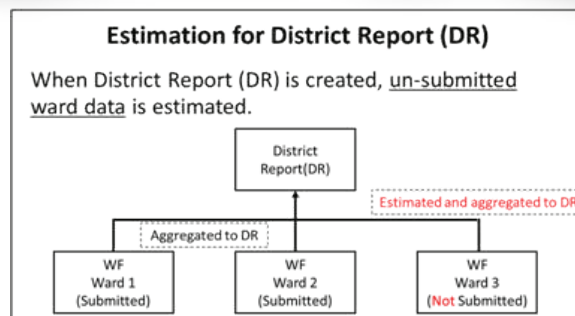 Estimation for District Report (DR)
When District Report (DR) is created, un-submitted
ward data is estimated.
District
Report(DR)
Estimated and aggregated to DR
Aggregated to DR
WF
Ward 1
(Submitted)
WF
Ward 2
(Submitted)
WF
Ward 3
(Not Submitted)